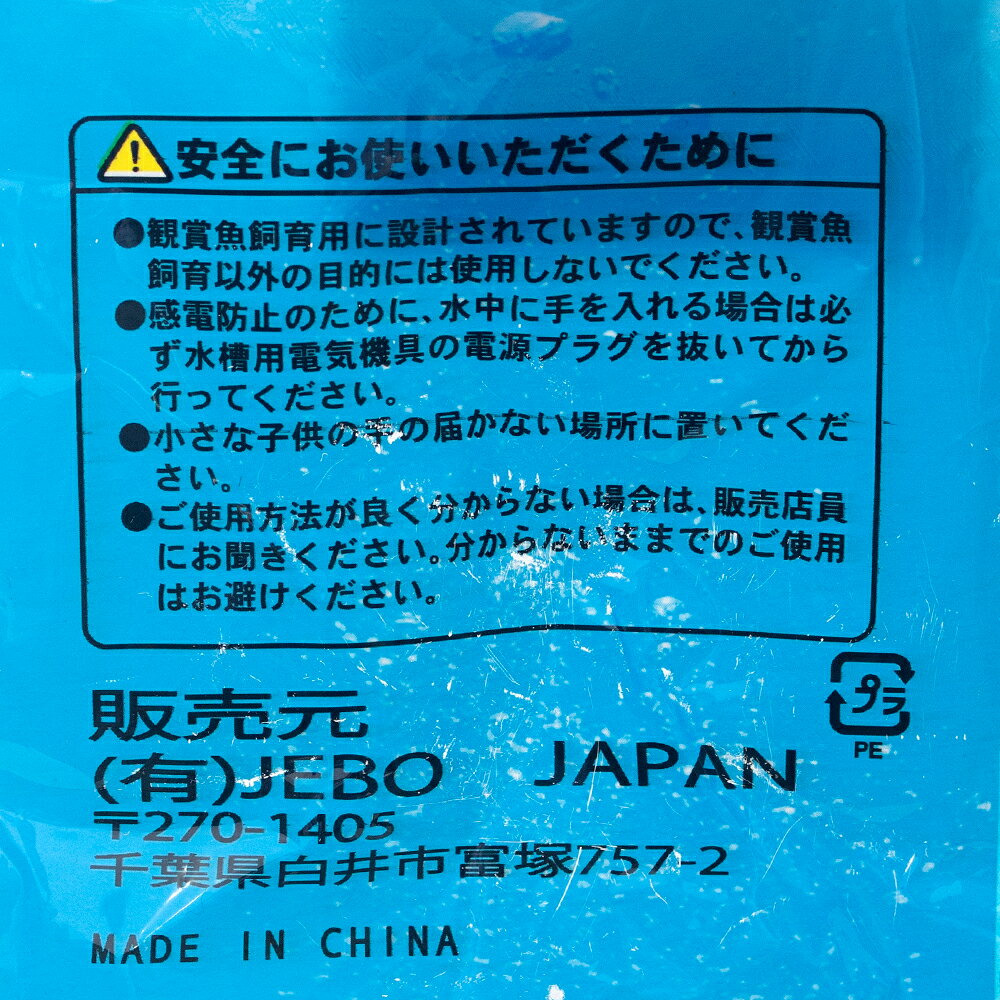 安全にお使いいただくために
●観賞魚飼育用に設計されていますので、観賞魚
飼育以外の目的には使用しないでください。
●感電防止のために、水中に手を入れる場合は必
ず水槽用電気機具の電源プラグを抜いてから
行ってください。
●小さな子供の手の届かない場所に置いてくだ
さい。
●ご使用方法が良く分からない場合は、販売店員
にお聞きください。分からないままでのご使用
はお避けください。
プラ
PE
販売元
(有)JEBO JAPAN
〒270-1405
千葉県白井市富塚757-2
MADE IN CHINA